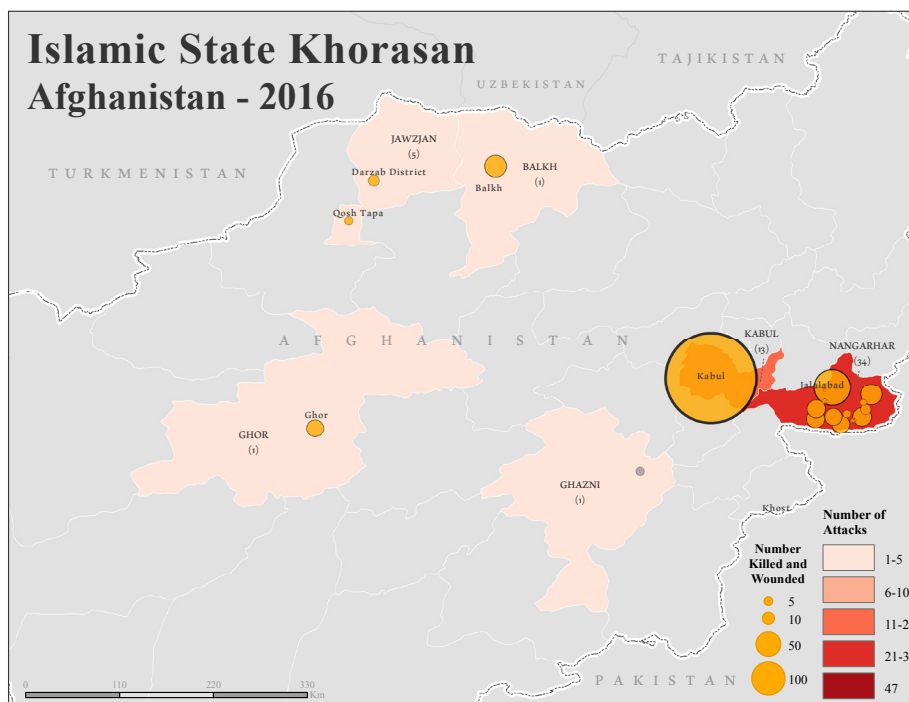 Islamic State Khorasan
Afghanistan - 2016
TAJIKISTAN
UZBEKISTAN
TURKMENISTAN
JAWZJAN
(5)
Darzab District
BALKH
(1)
Balkh
Qosh Tapa
AFGHANISTAN
KABUL
(13)
NANGARHAR
(34)
Kabul
Jalalabad
Ghor
GHOR
(1)
GHAZNI
(1)
Khost
PAKISTAN
Number
Killed and
Wounded
5
10
50
100
Number of
Attacks
1-5
6-10
11-2
21-3
47
0 110 220 330
Km